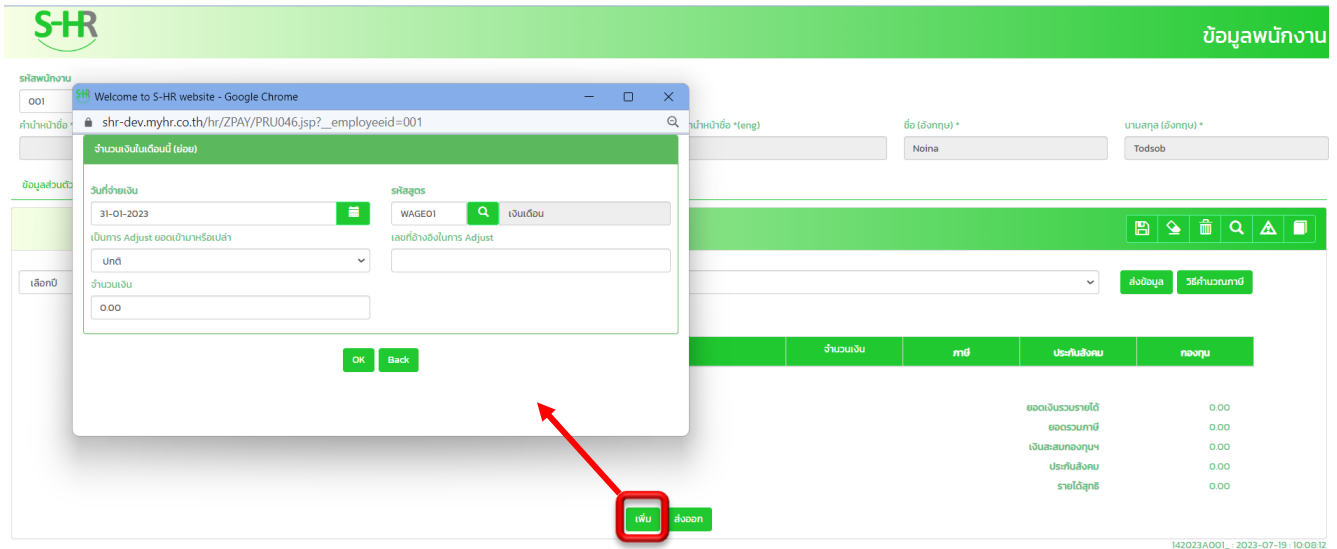 S-HR
ข้อมูลพนักงาน
รหัสพนักงาน
001
S-HR Welcome to S-HR website - Google Chrome
shr-dev.myhr.co.th/hr/ZPAY/PRU046.jsp?_employeeid=001
คำนำหน้าชื่อ *
นำหน้าชื่อ *(eng)
ชื่อ (อังกฤษ) *
นามสกุล (อังกฤษ) *
Noina
Todsob
จำนวนเงินในเดือนนี้ (ย่อย)
ข้อมูลส่วนตัว
วันที่จ่ายเงิน
รหัสสูตร
31-01-2023
WAGE01
เงินเดือน
เป็นการ Adjust ยอดเข้ามาหรือเปล่า
เลขที่อ้างอิงในการ Adjust
ปกติ
เลือกปี
จำนวนเงิน
ส่งข้อมูล
วิธีคำนวณภาษี
0.00
OK
Back
จำนวนเงิน
ภาษี
ประกันสังคม
กองทุน
ยอดเงินรวมรายได้ 0.00
ยอดรวมภาษี 0.00
เงินสะสมกองทุนฯ 0.00
ประกันสังคม 0.00
รายได้สุทธิ 0.00
เพิ่ม
ส่งออก
142023A001_ : 2023-07-19 : 10:08:12